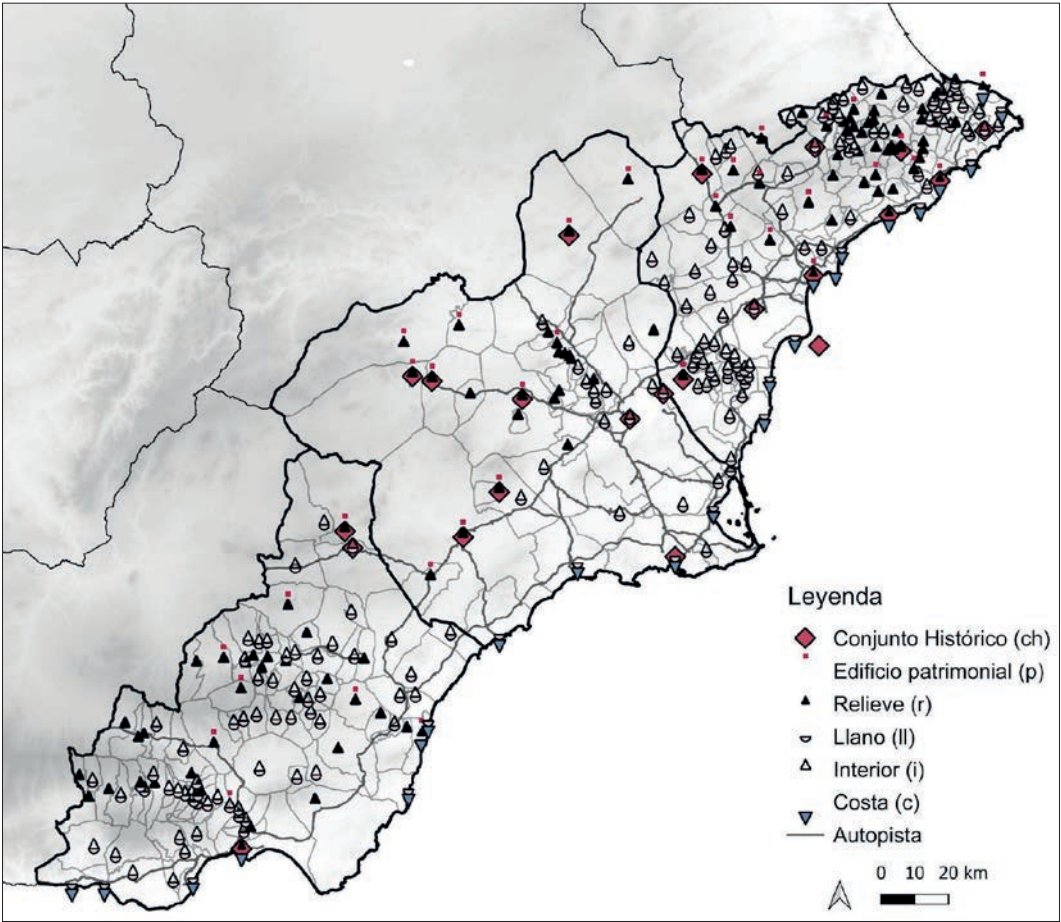 Leyenda
Conjunto Histórico (ch)
Edificio patrimonial (p)
Relieve (r)
Llano (ll)
Interior (i)
Costa (c)
Autopista
0 10 20 km